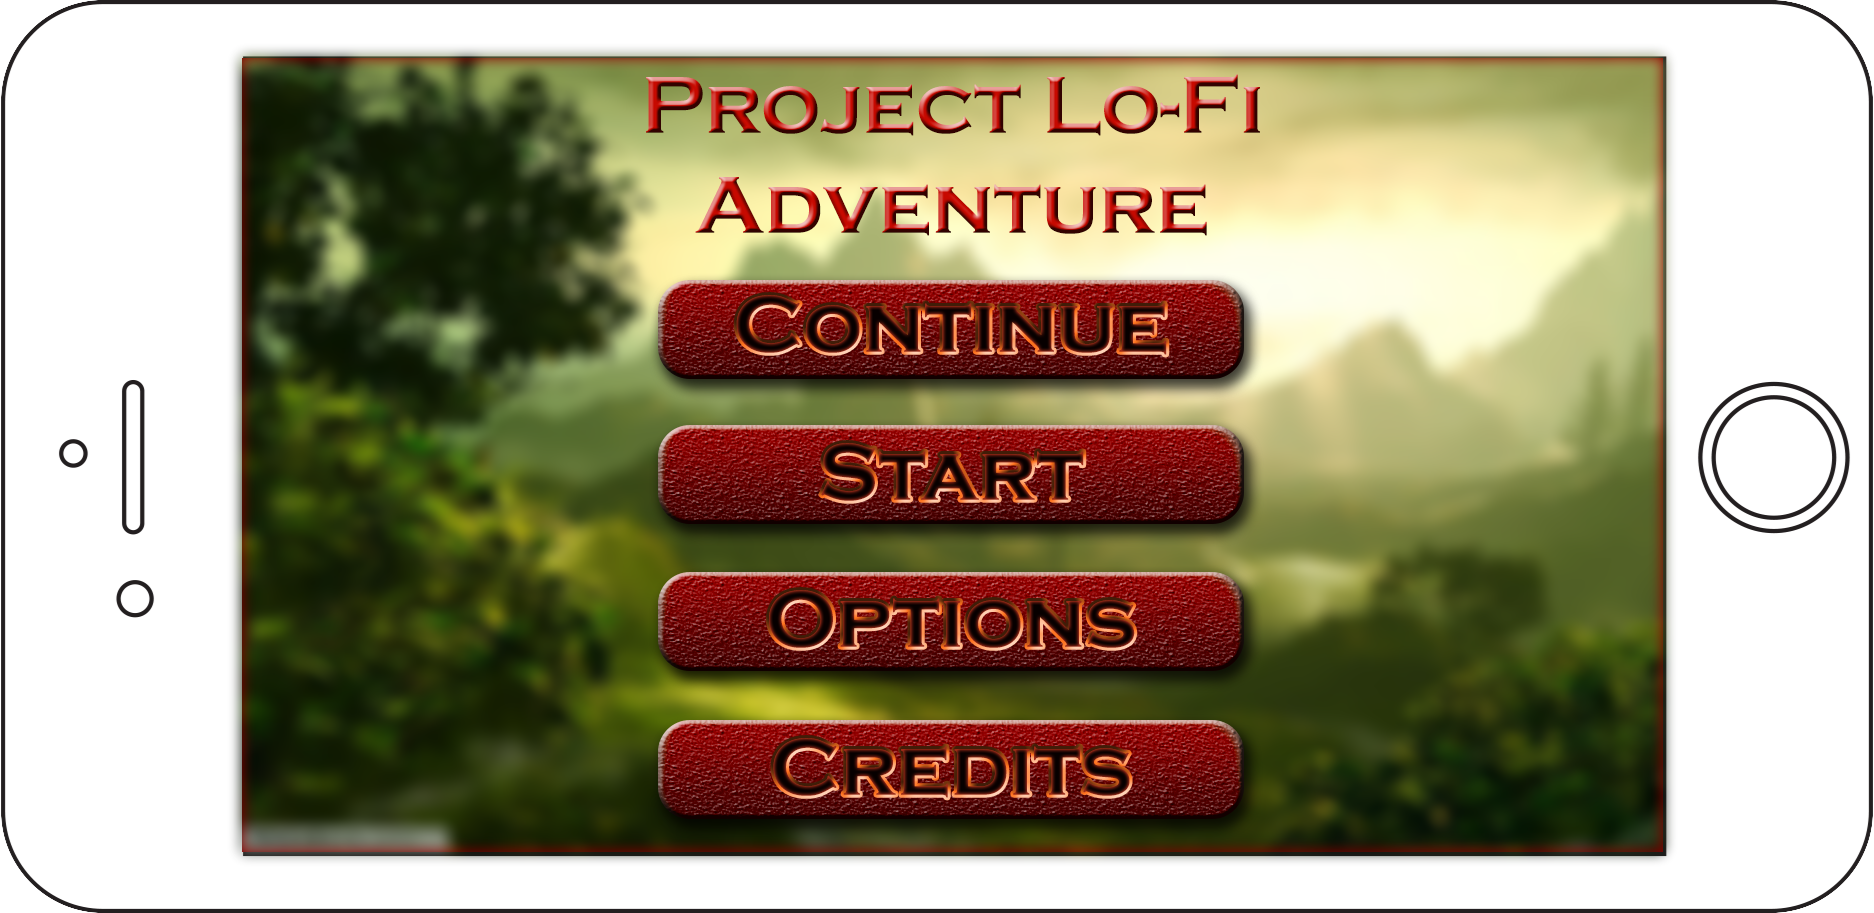 Project Lo-Fi
Adventure
Continue
Start
Options
Credits